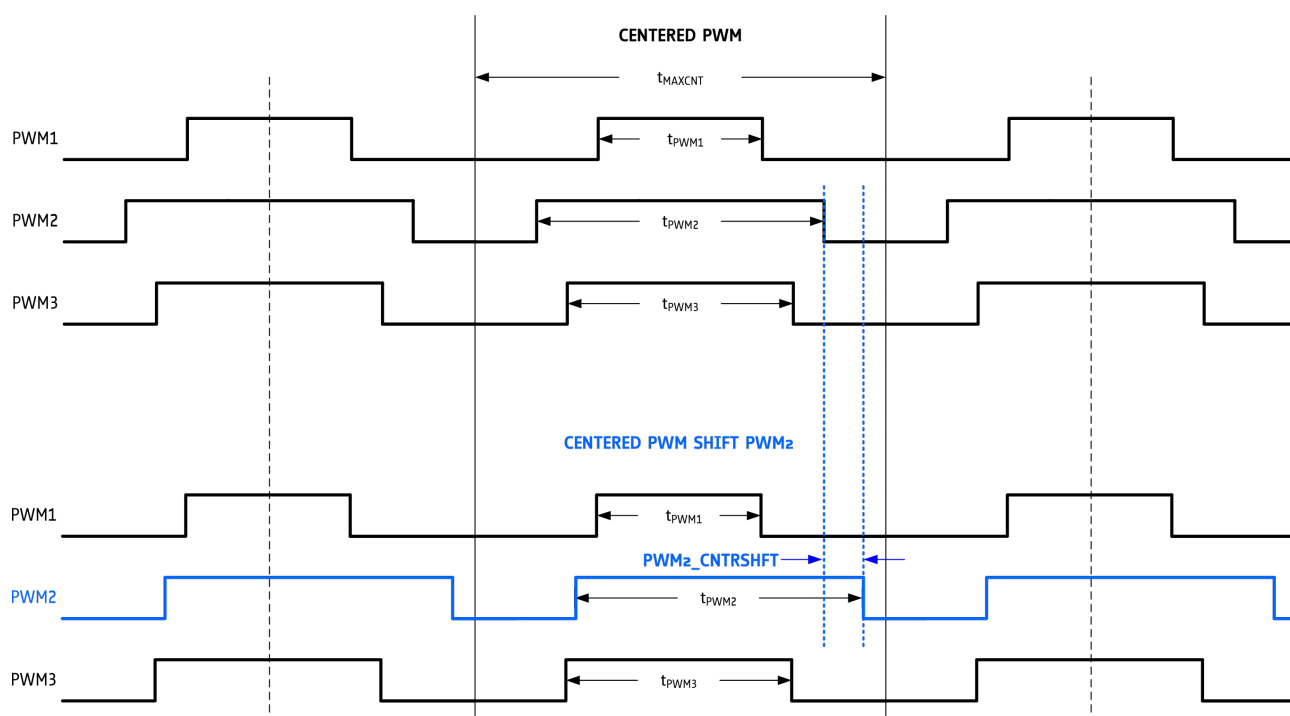 CENTERED PWM
tMAXCNT
PWM1
tPWM1
PWM2
tPWM2
PWM3
tPWM3
CENTERED PWM SHIFT PWM2
PWM1
tPWM1
PWM2_CNTRSHFT
PWM2
tPWM2
PWM3
tPWM3